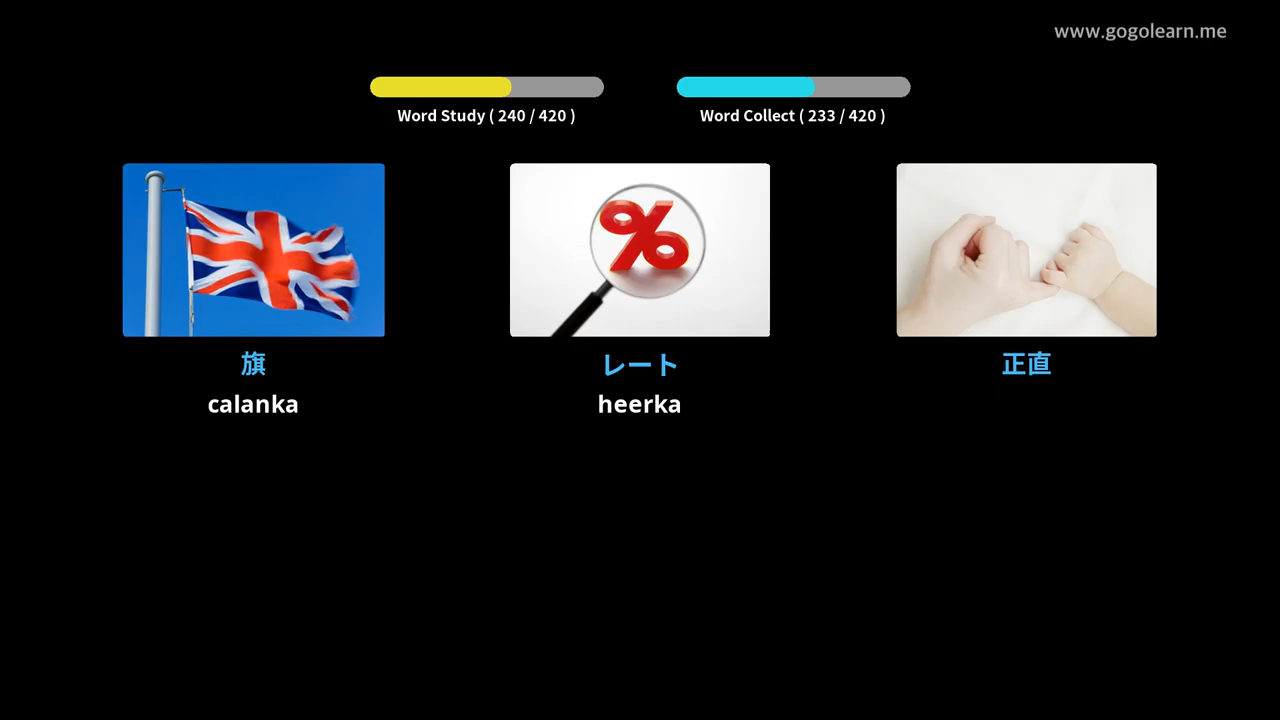 www.gogolearn.me
Word Study ( 240 / 420 )
Word Collect ( 233 / 420 )
旗
レート
正直
calanka
heerka